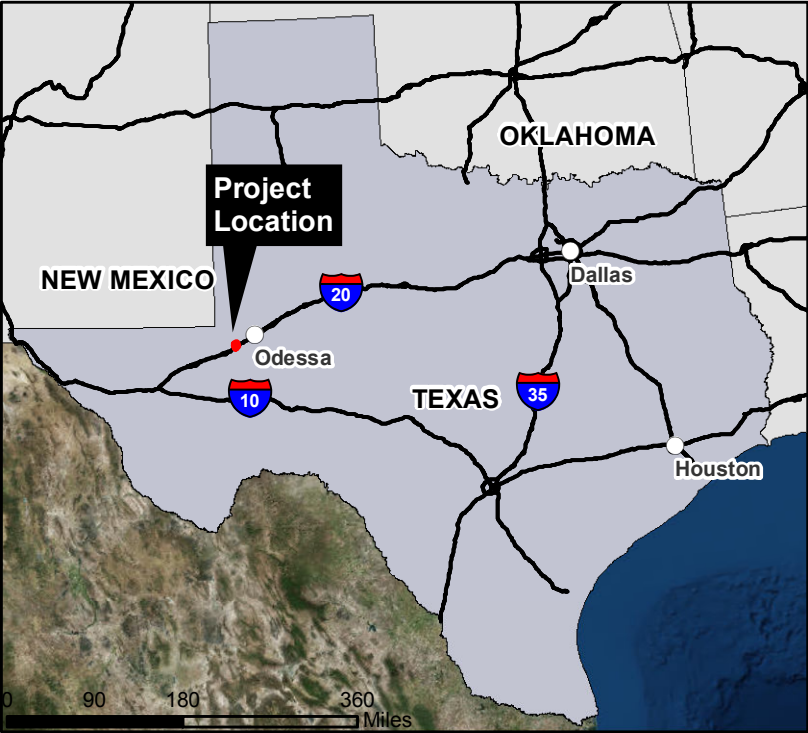 OKLAHOMA
Project
Location
NEW MEXICO
Dallas
20
Odessa
TEXAS
35
10
Houston
0 90 180 360
Miles